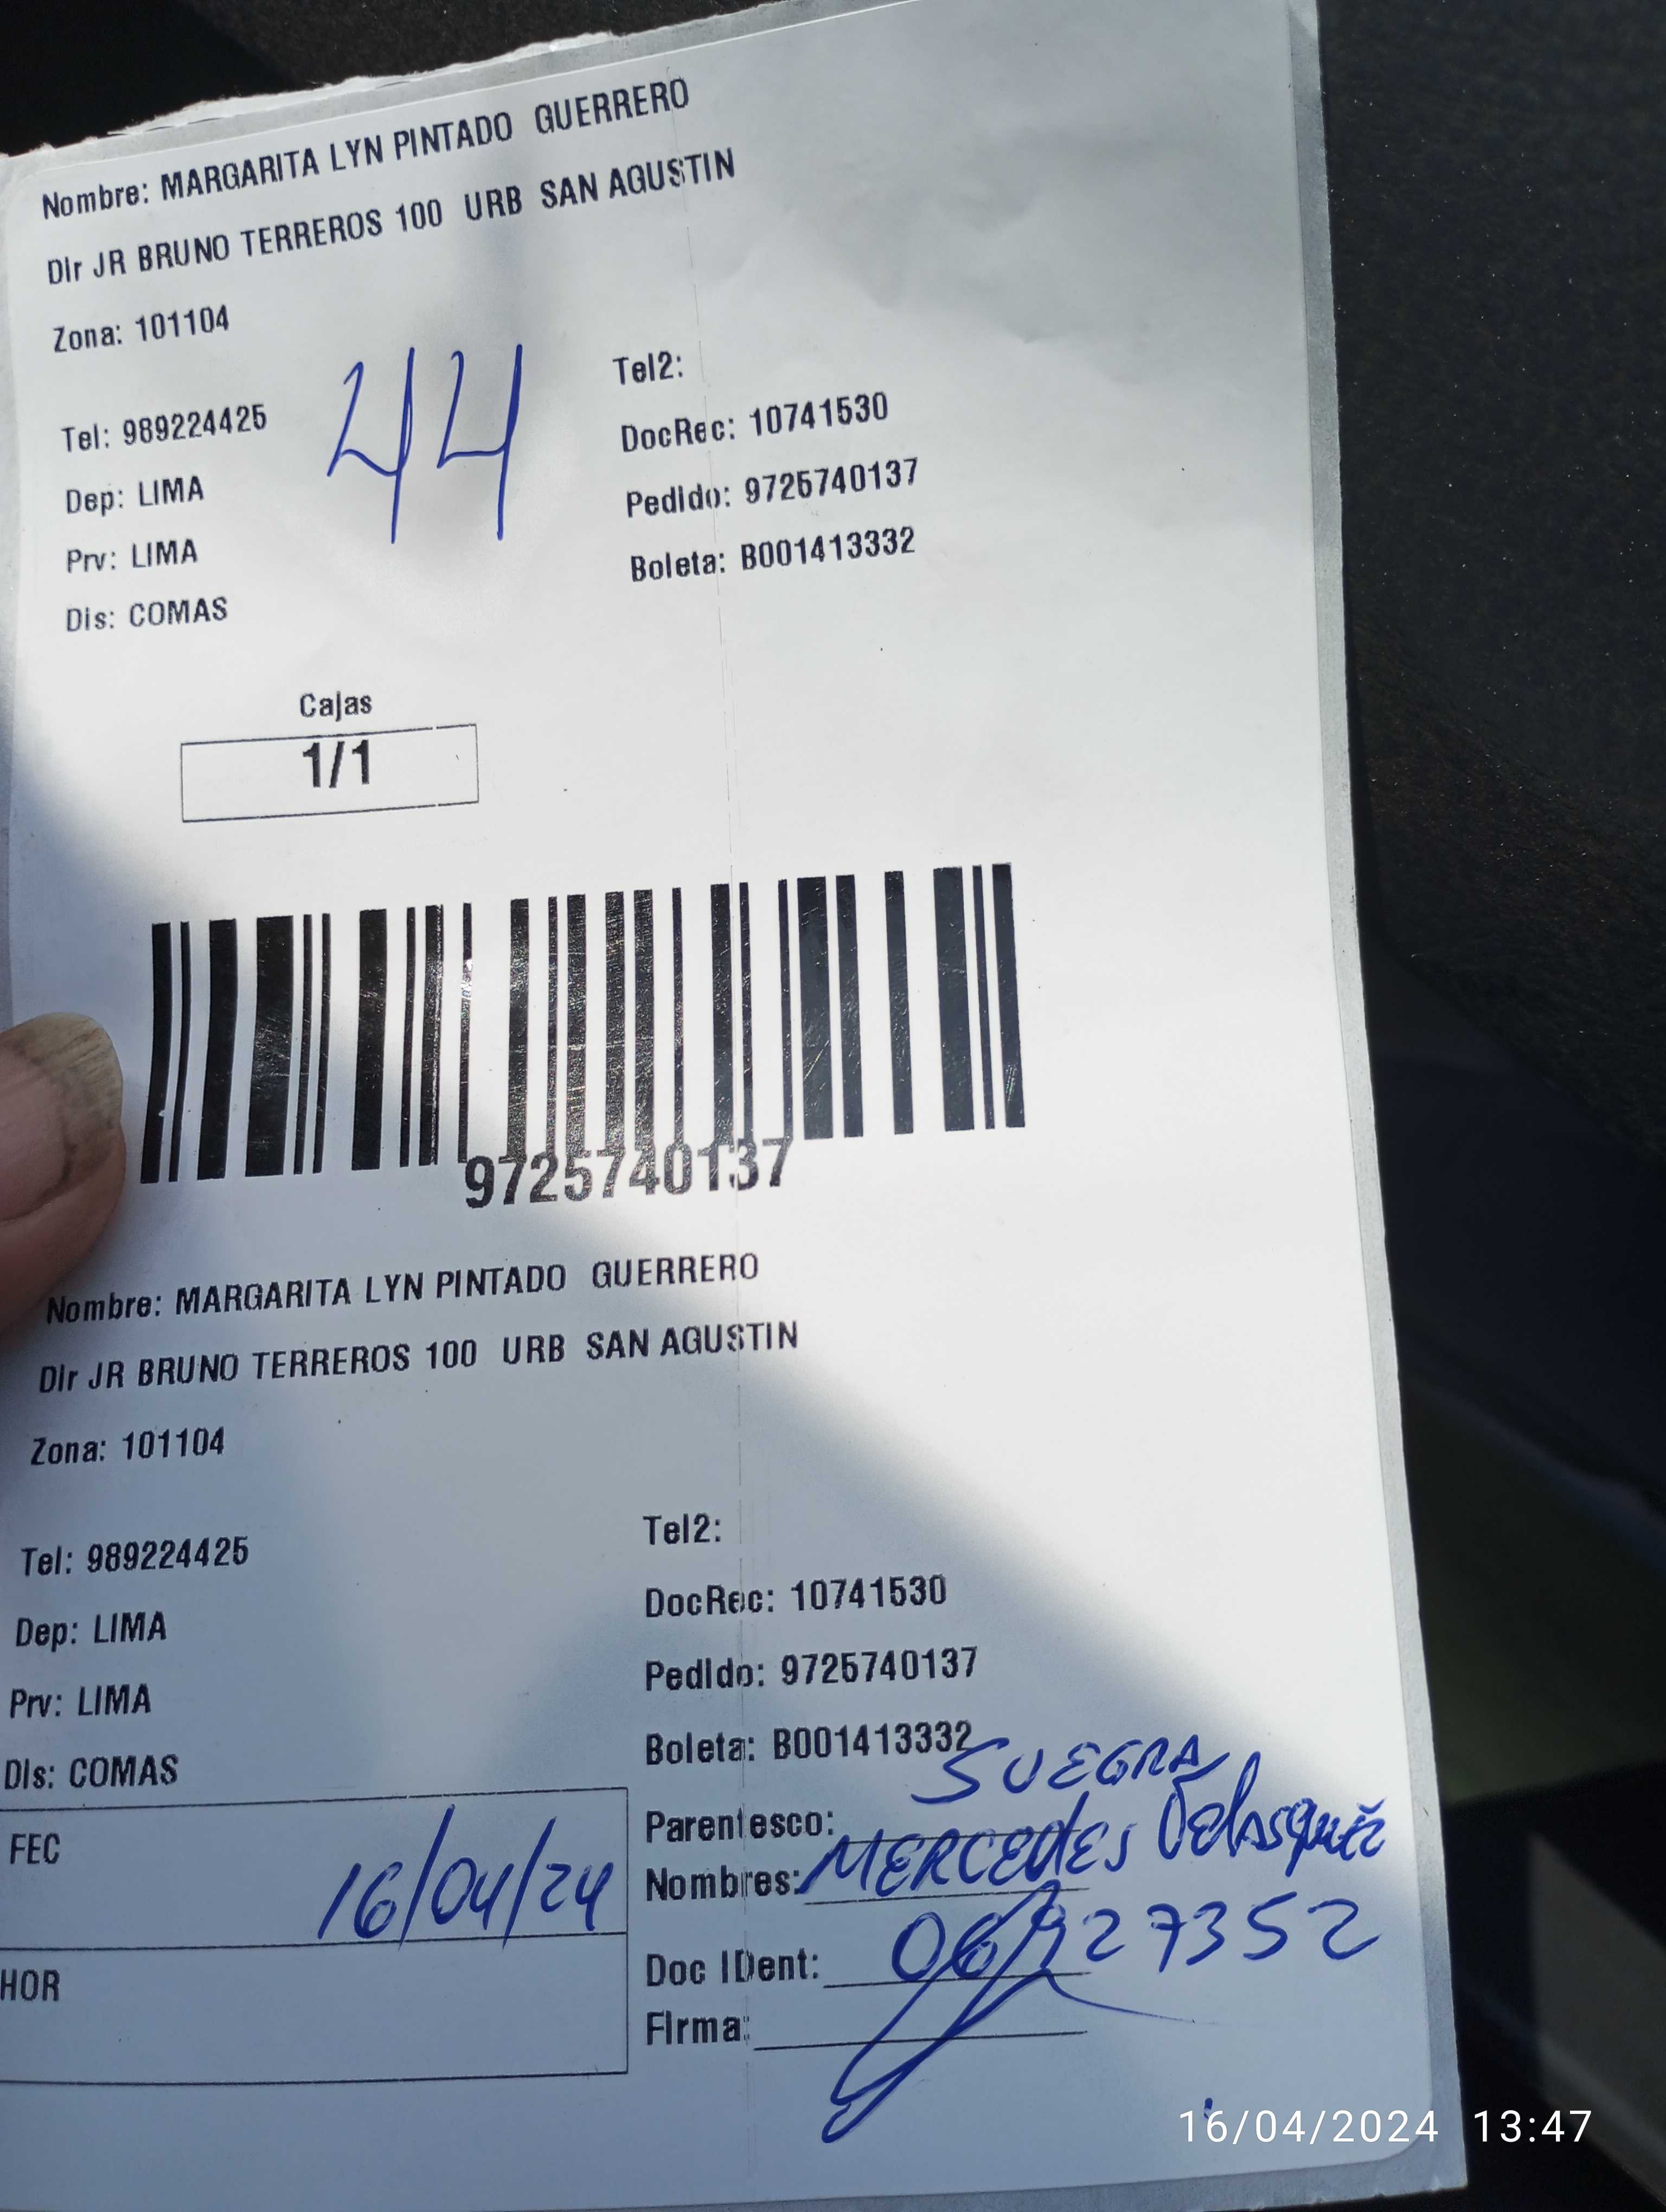 Nombre: MARGARITA LYN PINTADO GUERRERO
Dir JR BRUNO TERREROS 100 URB SAN AGUSTIN
Zona: 101104
44
Tel: 989224425
Tel2:
Dep: LIMA
DocRec: 10741530
Prv: LIMA
Pedido: 9725740137
Dis: COMAS
Boleta: B001413332
Cajas
1/1
9725740137
Nombre: MARGARITA LYN PINTADO GUERRERO
Dir JR BRUNO TERREROS 100 URB SAN AGUSTIN
Zona: 101104
Tel: 989224425
Tel2:
Dep: LIMA
DocRec: 10741530
Prv: LIMA
Pedido: 9725740137
Dis: COMAS
Boleta: B001413332
FEC 16/04/24
HOR
Parentesco: SUEGRA
Nombres: MERCEDES Velasquez
Doc IDent:
Firma:
16/04/2024 13:47